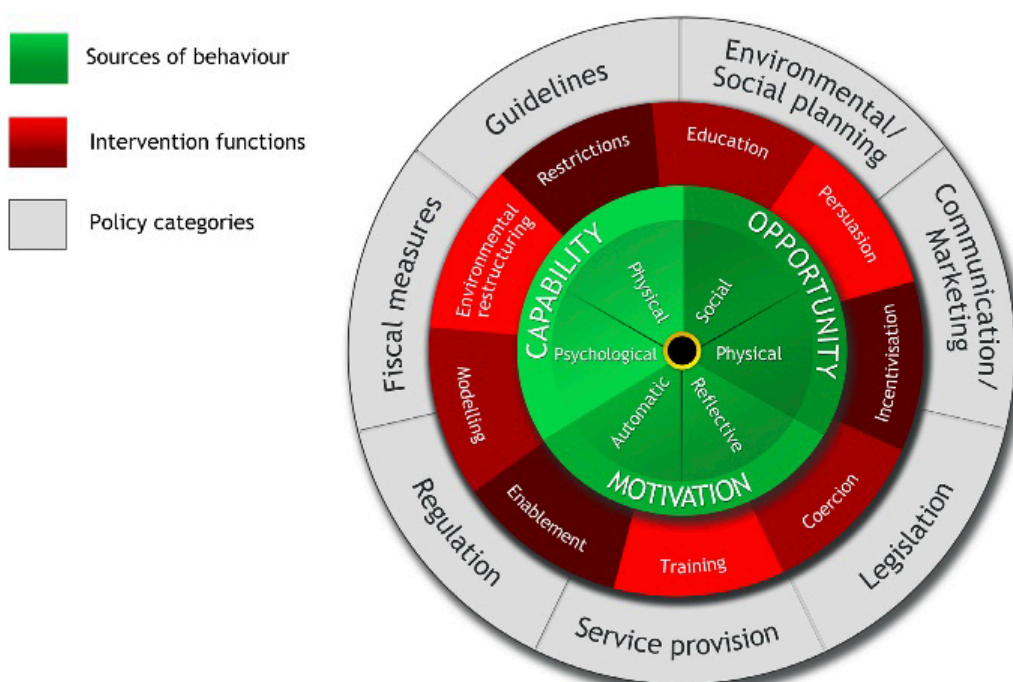 Sources of behaviour
Intervention functions
Policy categories
Guidelines
Environmental/
Social planning
Communication/
Marketing
Legislation
Service provision
Regulation
Fiscal measures
Restrictions
Education
Persuasion
Incentivisation
Coercion
Training
Enablement
Modelling
Environmental
restructuring
CAPABILITY
OPPORTUNITY
MOTIVATION
Physical
Social
Psychological
Physical
Automatic
Reflective